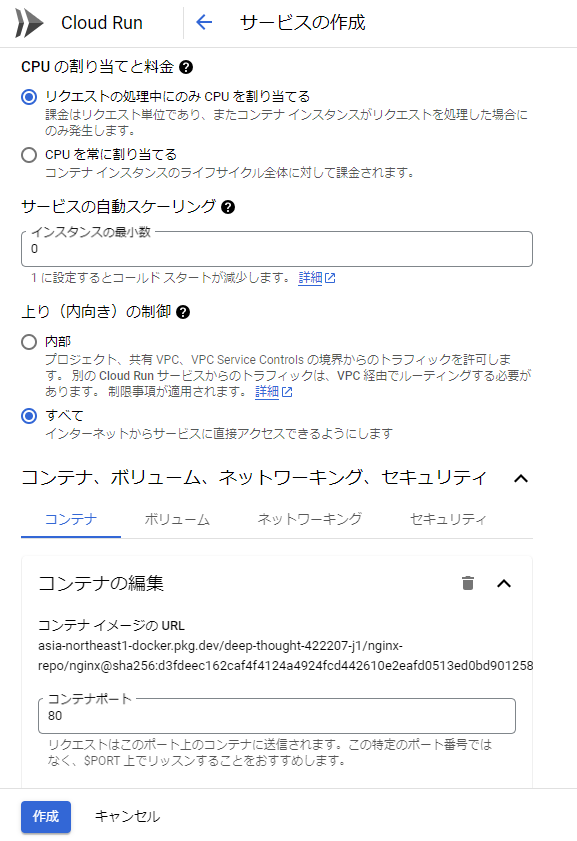 Cloud Run
サービスの作成
CPU の割り当てと料金
リクエストの処理中にのみ CPU を割り当てる
課金はリクエスト単位であり、またコンテナ インスタンスがリクエストを処理した場合に
のみ発生します。
CPU を常に割り当てる
コンテナ インスタンスのライフサイクル全体に対して課金されます。
サービスの自動スケーリング
インスタンスの最小数
0
1 に設定するとコールド スタートが減少します。 詳細
上り（内向き）の制御
内部
プロジェクト、共有 VPC、VPC Service Controls の境界からのトラフィックを許可しま
す。 別の Cloud Run サービスからのトラフィックは、VPC 経由でルーティングする必要が
あります。 制限事項が適用されます。 詳細
すべて
インターネットからサービスに直接アクセスできるようにします
コンテナ、ボリューム、ネットワーキング、セキュリティ
コンテナ ボリューム ネットワーキング セキュリティ
コンテナの編集
コンテナ イメージの URL
asia-northeast1-docker.pkg.dev/deep-thought-422207-j1/nginx-
repo/nginx@sha256:d3fdeec162caf4f4124a4924fcd442610e2eafd0513ed0bd901258
コンテナポート
80
リクエストはこのポート上のコンテナに送信されます。この特定のポート番号では
なく、$PORT 上でリッスンすることをおすすめします。
作成 キャンセル